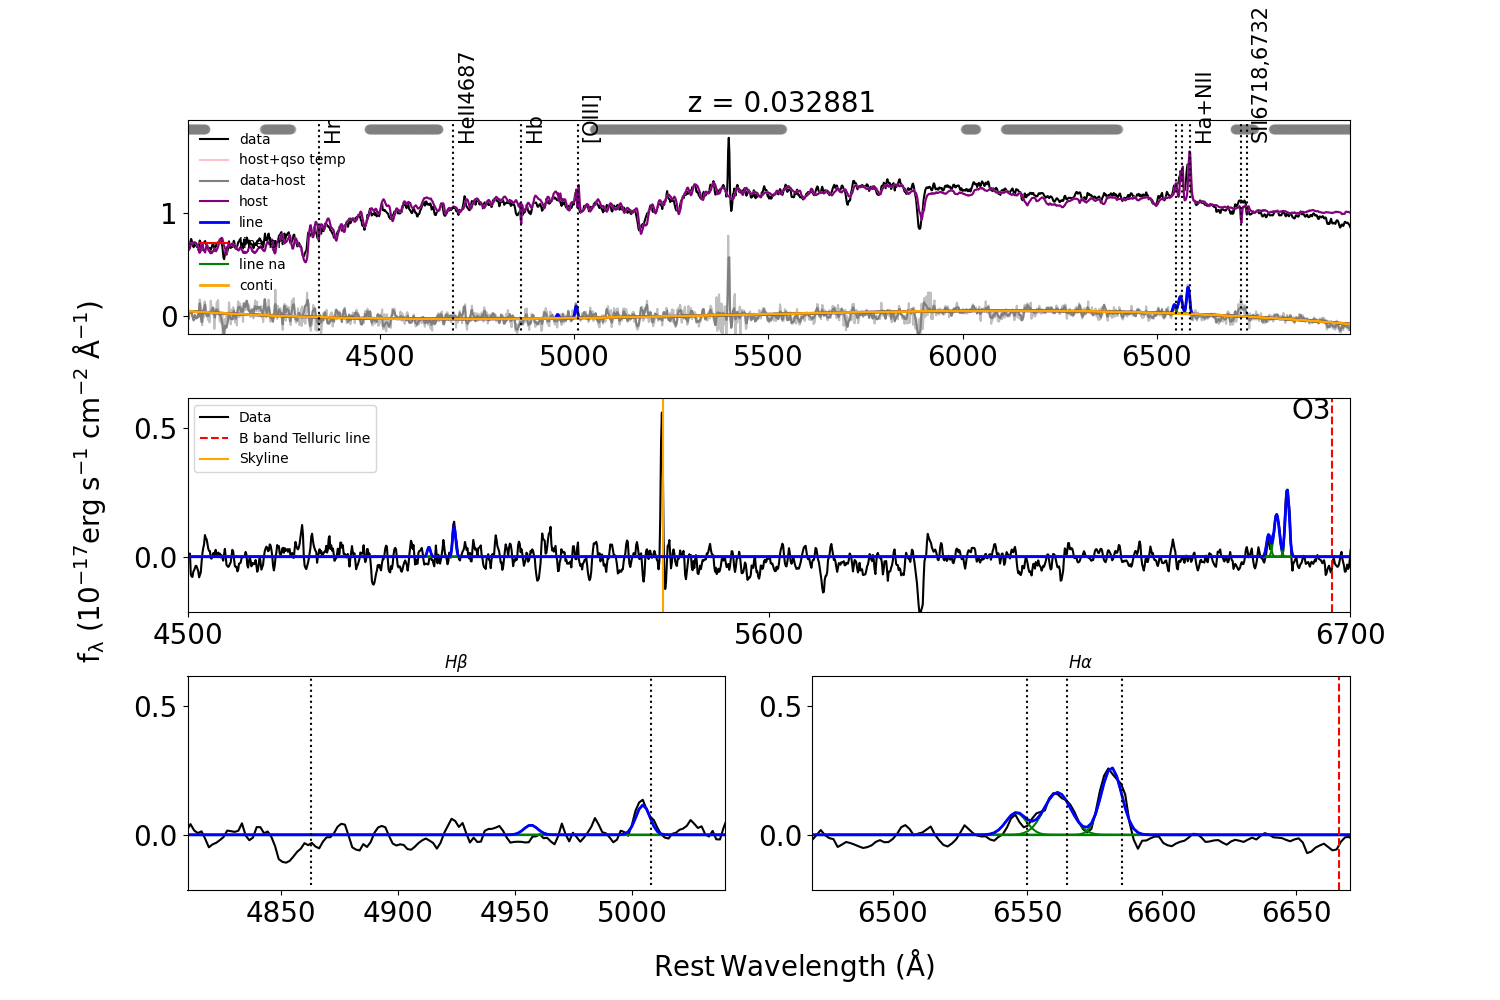 z = 0.032881
Hr
HeII4687
Hb
[OIII]
Ha+NII
SII6718,6732
data
host+qso temp
data-host
host
line
line na
conti
1
0
4500 5000 5500 6000 6500
fλ (10−17erg s−1 cm−2 Å−1)
Data
B band Telluric line
Skyline
O3
0.5
0.0
4500 5600 6700
Hβ
Hα
0.5
0.0
4850 4900 4950 5000
0.5
0.0
6500 6550 6600 6650
Rest Wavelength (Å)